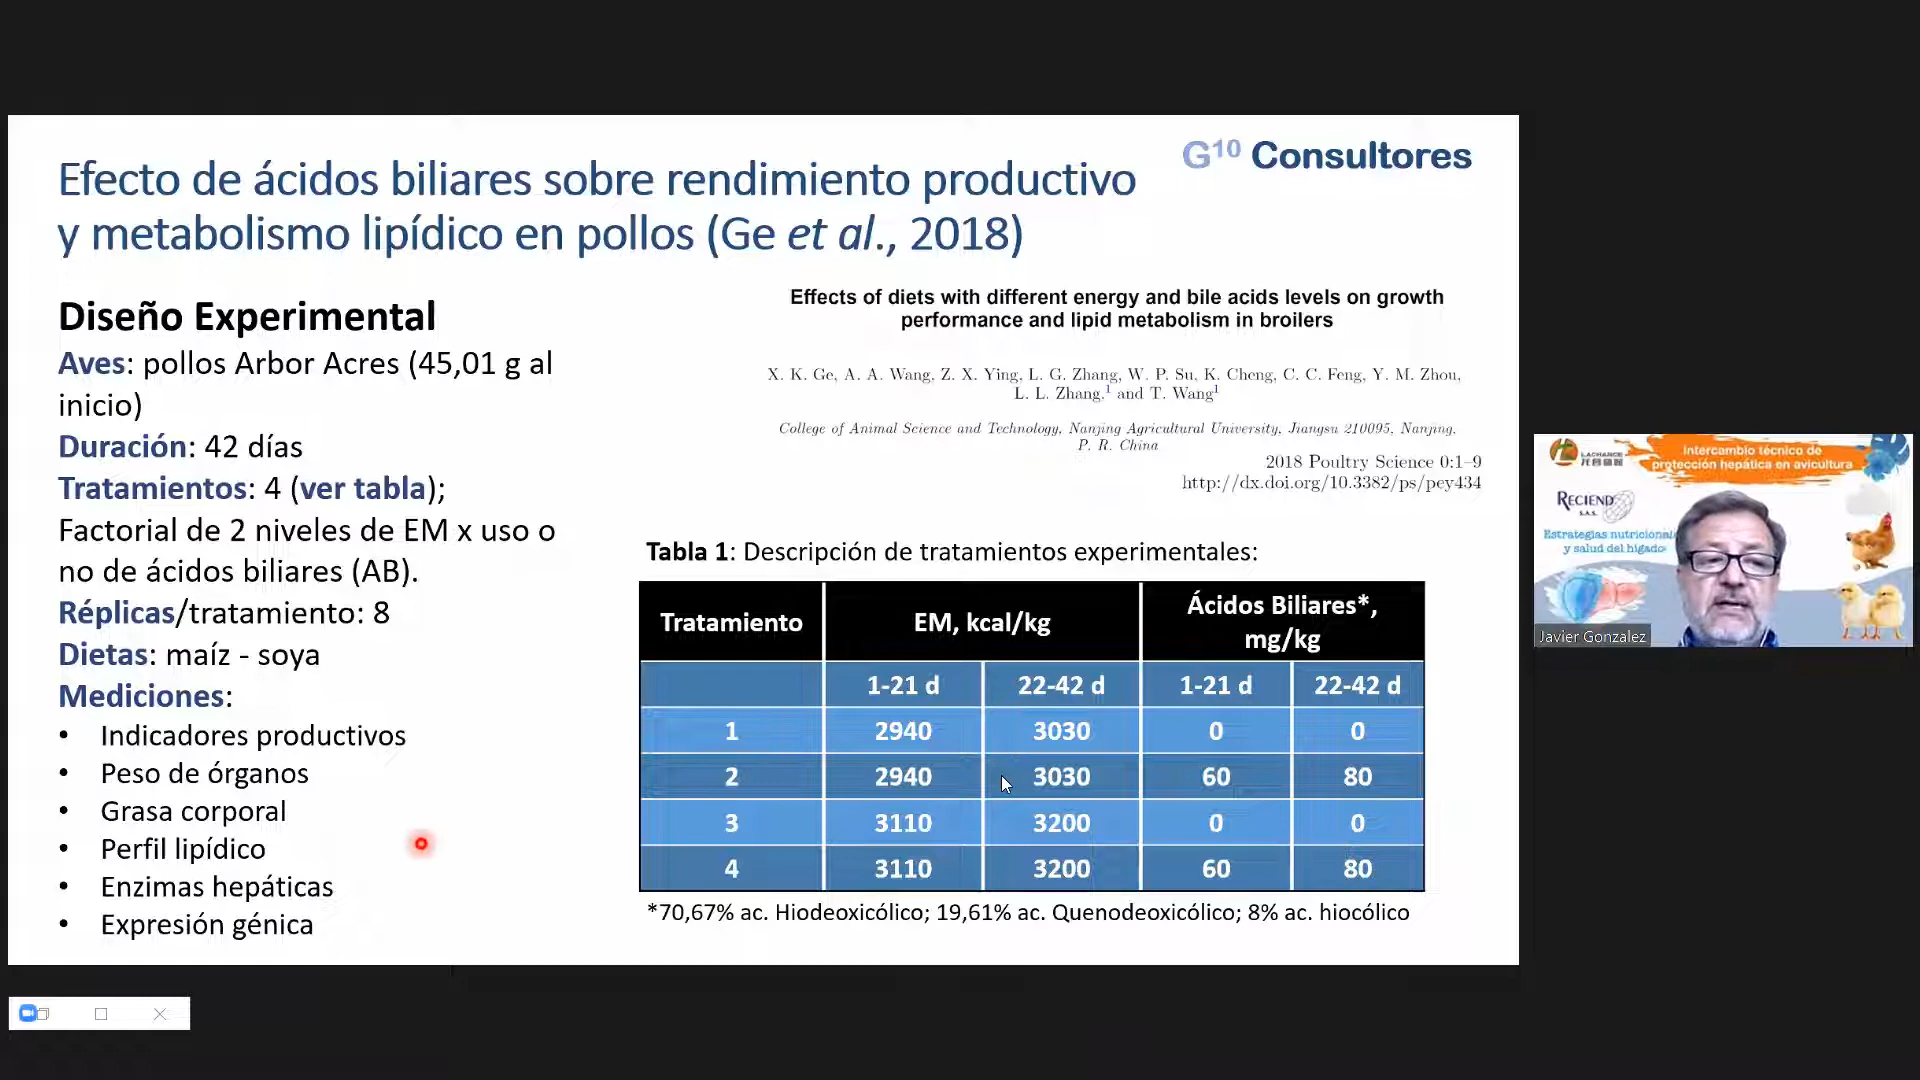 G10 Consultores
Efecto de ácidos biliares sobre rendimiento productivo
y metabolismo lipídico en pollos (Ge et al., 2018)
Diseño Experimental
Aves: pollos Arbor Acres (45,01 g al
inicio)
Duración: 42 días
Tratamientos: 4 (ver tabla);
Factorial de 2 niveles de EM x uso o
no de ácidos biliares (AB).
Réplicas/tratamiento: 8
Dietas: maíz - soya
Mediciones:
• Indicadores productivos
• Peso de órganos
• Grasa corporal
• Perfil lipídico
• Enzimas hepáticas
• Expresión génica
Effects of diets with different energy and bile acids levels on growth
performance and lipid metabolism in broilers
X. K. Ge, A. A. Wang, Z. X. Ying, L. G. Zhang, W. P. Su, K. Cheng, C. C. Feng, Y. M. Zhou,
L. L. Zhang,1 and T. Wang1
College of Animal Science and Technology, Nanjing Agricultural University, Jiangsu 210095, Nanjing,
P. R. China
2018 Poultry Science 0:1–9
http://dx.doi.org/10.3382/ps/pey434
Tabla 1: Descripción de tratamientos experimentales:
Tratamiento EM, kcal/kg Ácidos Biliares*,
mg/kg
1-21 d 22-42 d 1-21 d 22-42 d
1 2940 3030 0 0
2 2940 3030 60 80
3 3110 3200 0 0
4 3110 3200 60 80
*70,67% ac. Hiodeoxicólico; 19,61% ac. Quenodeoxicólico; 8% ac. hiocólico
LACHANCE
Intercambio técnico de
protección hepática en avicultura
RECIEND
S.A.S.
Estrategias nutricional
y salud del hígado
Javier Gonzalez